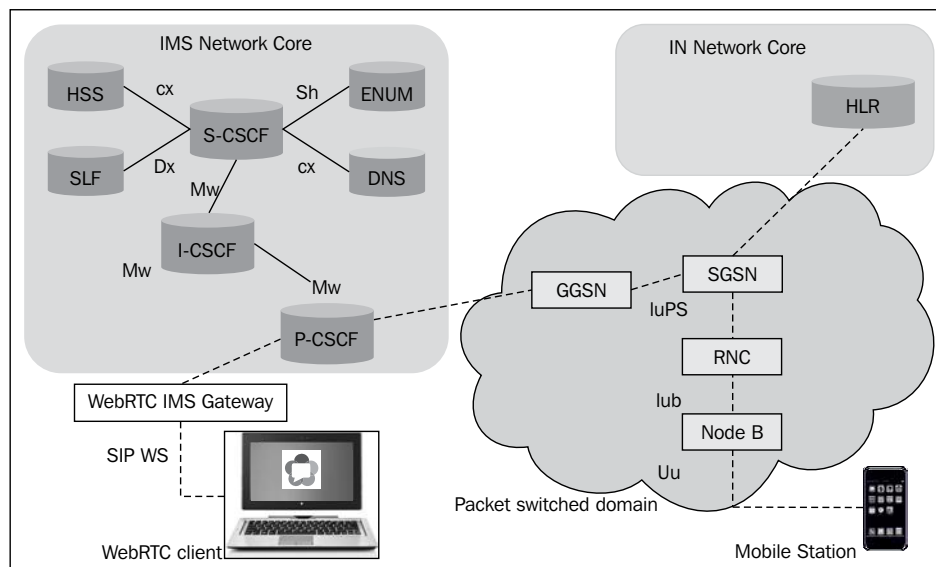 IMS Network Core
IN Network Core
HSS
cx
Sh
ENUM
HLR
S-CSCF
SLF
Dx
cx
DNS
Mw
I-CSCF
Mw
Mw
GGSN
SGSN
IuPS
P-CSCF
RNC
WebRTC IMS Gateway
Iub
Node B
SIP WS
Uu
Packet switched domain
WebRTC client
Mobile Station